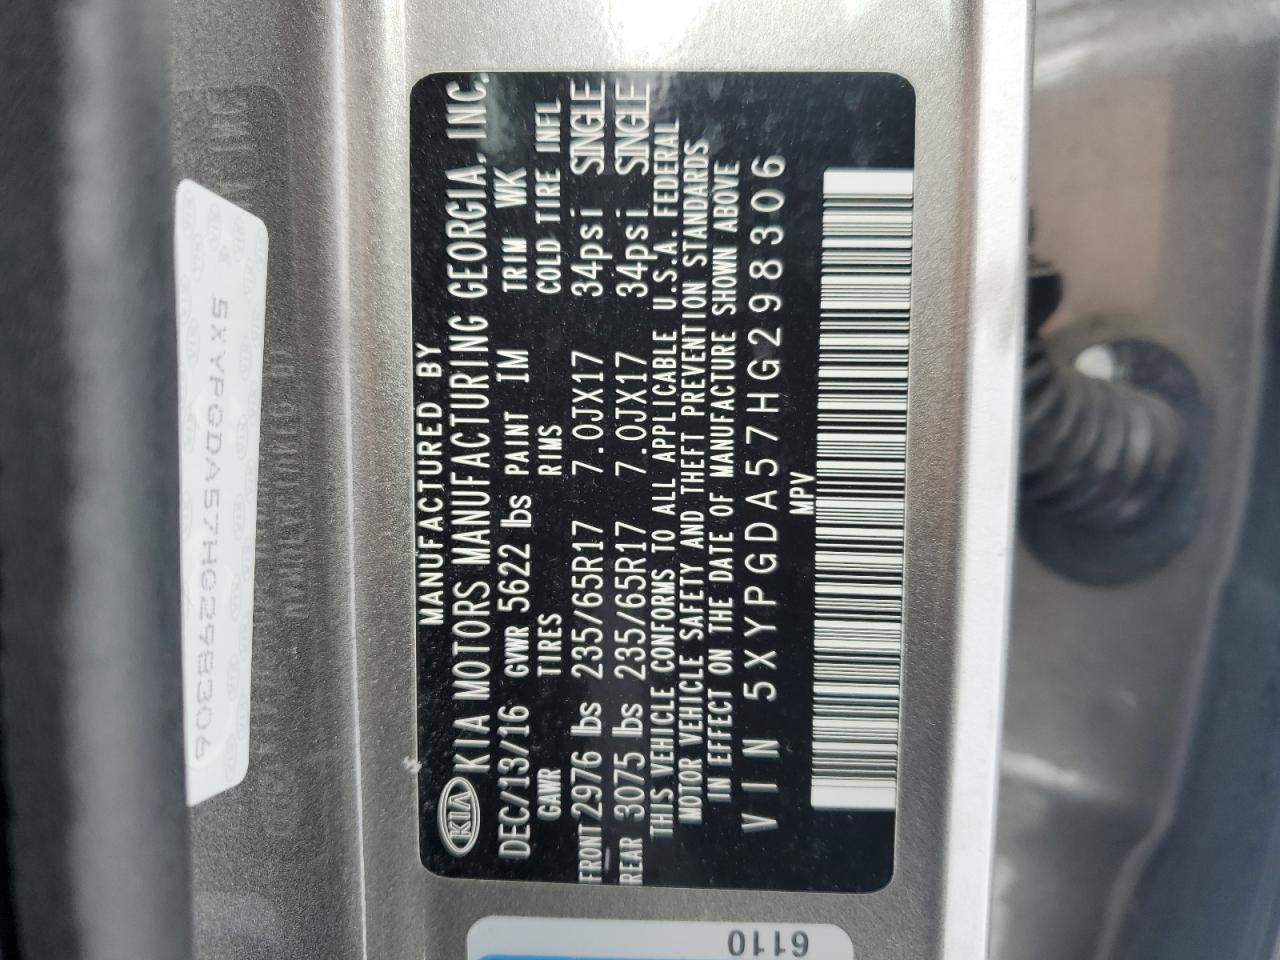 MANUFACTURED BY
KIA KIA MOTORS MANUFACTURING GEORGIA, INC.
DEC/13/16 GVWR 5622 lbs PAINT IM TRIM WK
GAWR TIRES RIMS COLD TIRE INFL
FRONT 2976 lbs 235/65R17 7.0JX17 34psi SINGLE
REAR 3075 lbs 235/65R17 7.0JX17 34psi SINGLE
THIS VEHICLE CONFORMS TO ALL APPLICABLE U.S.A. FEDERAL
MOTOR VEHICLE SAFETY AND THEFT PREVENTION STANDARDS
IN EFFECT ON THE DATE OF MANUFACTURE SHOWN ABOVE
VIN 5XYPGDA57HG298306
MPV
5XYPGDA57HG298306
6110